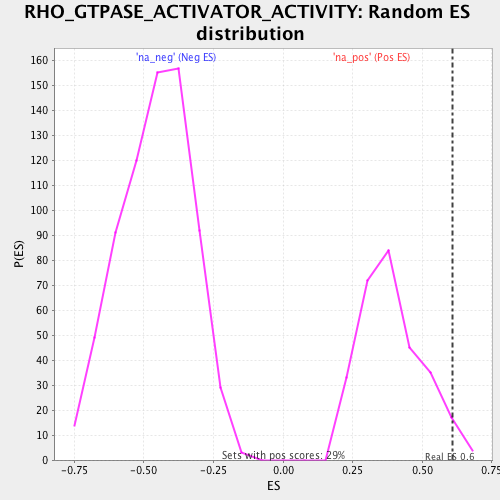 RHO_GTPASE_ACTIVATOR_ACTIVITY: Random ES
distribution
'na_neg' (Neg ES) 'na_pos' (Pos ES)
160
150
140
130
120
110
100
90
80
70
60
50
40
30
20
10
0
P(ES)
Sets with pos scores: 29%
Real ES 0.6
-0.75 -0.50 -0.25 0.00 0.25 0.50 0.75
ES